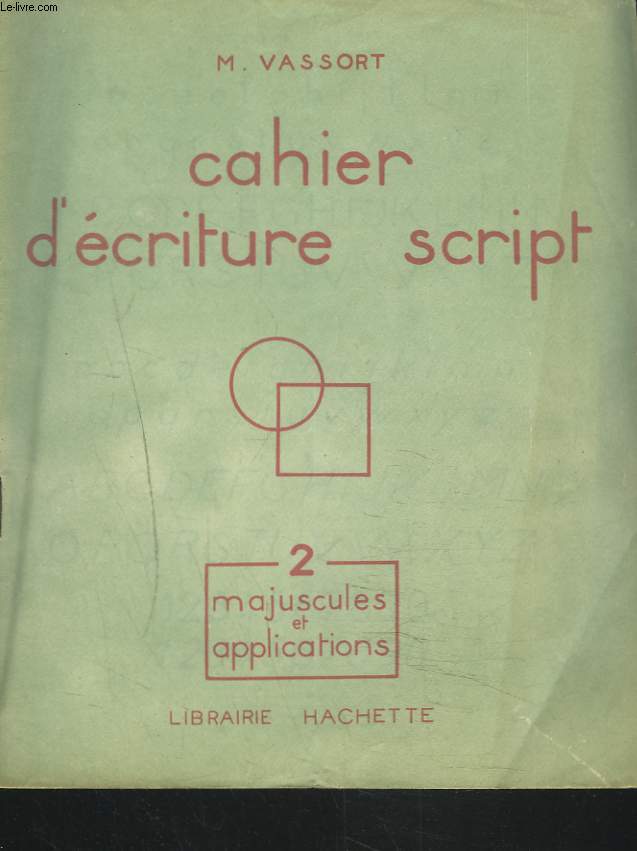 Le-livre.com
M. VASSORT
cahier
d'écriture script
2
majuscules
et
applications
LIBRAIRIE HACHETTE